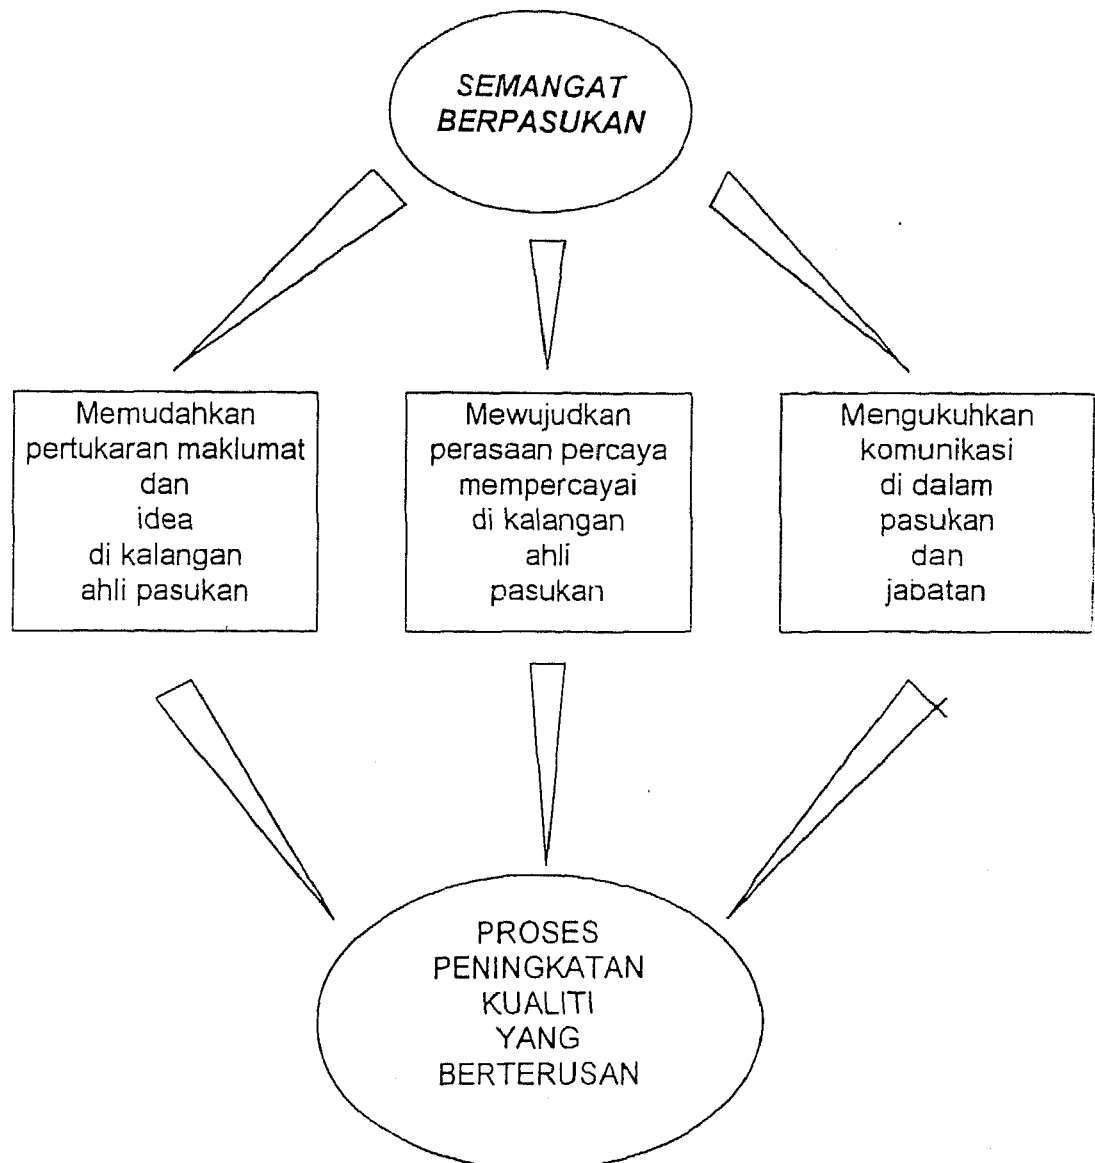 SEMANGAT
BERPASUKAN
Memudahkan
pertukaran maklumat
dan
idea
di kalangan
ahli pasukan
Mewujudkan
perasaan percaya
mempercayai
di kalangan
ahli
pasukan
Mengukuhkan
komunikasi
di dalam
pasukan
dan
jabatan
PROSES
PENINGKATAN
KUALITI
YANG
BERTERUSAN